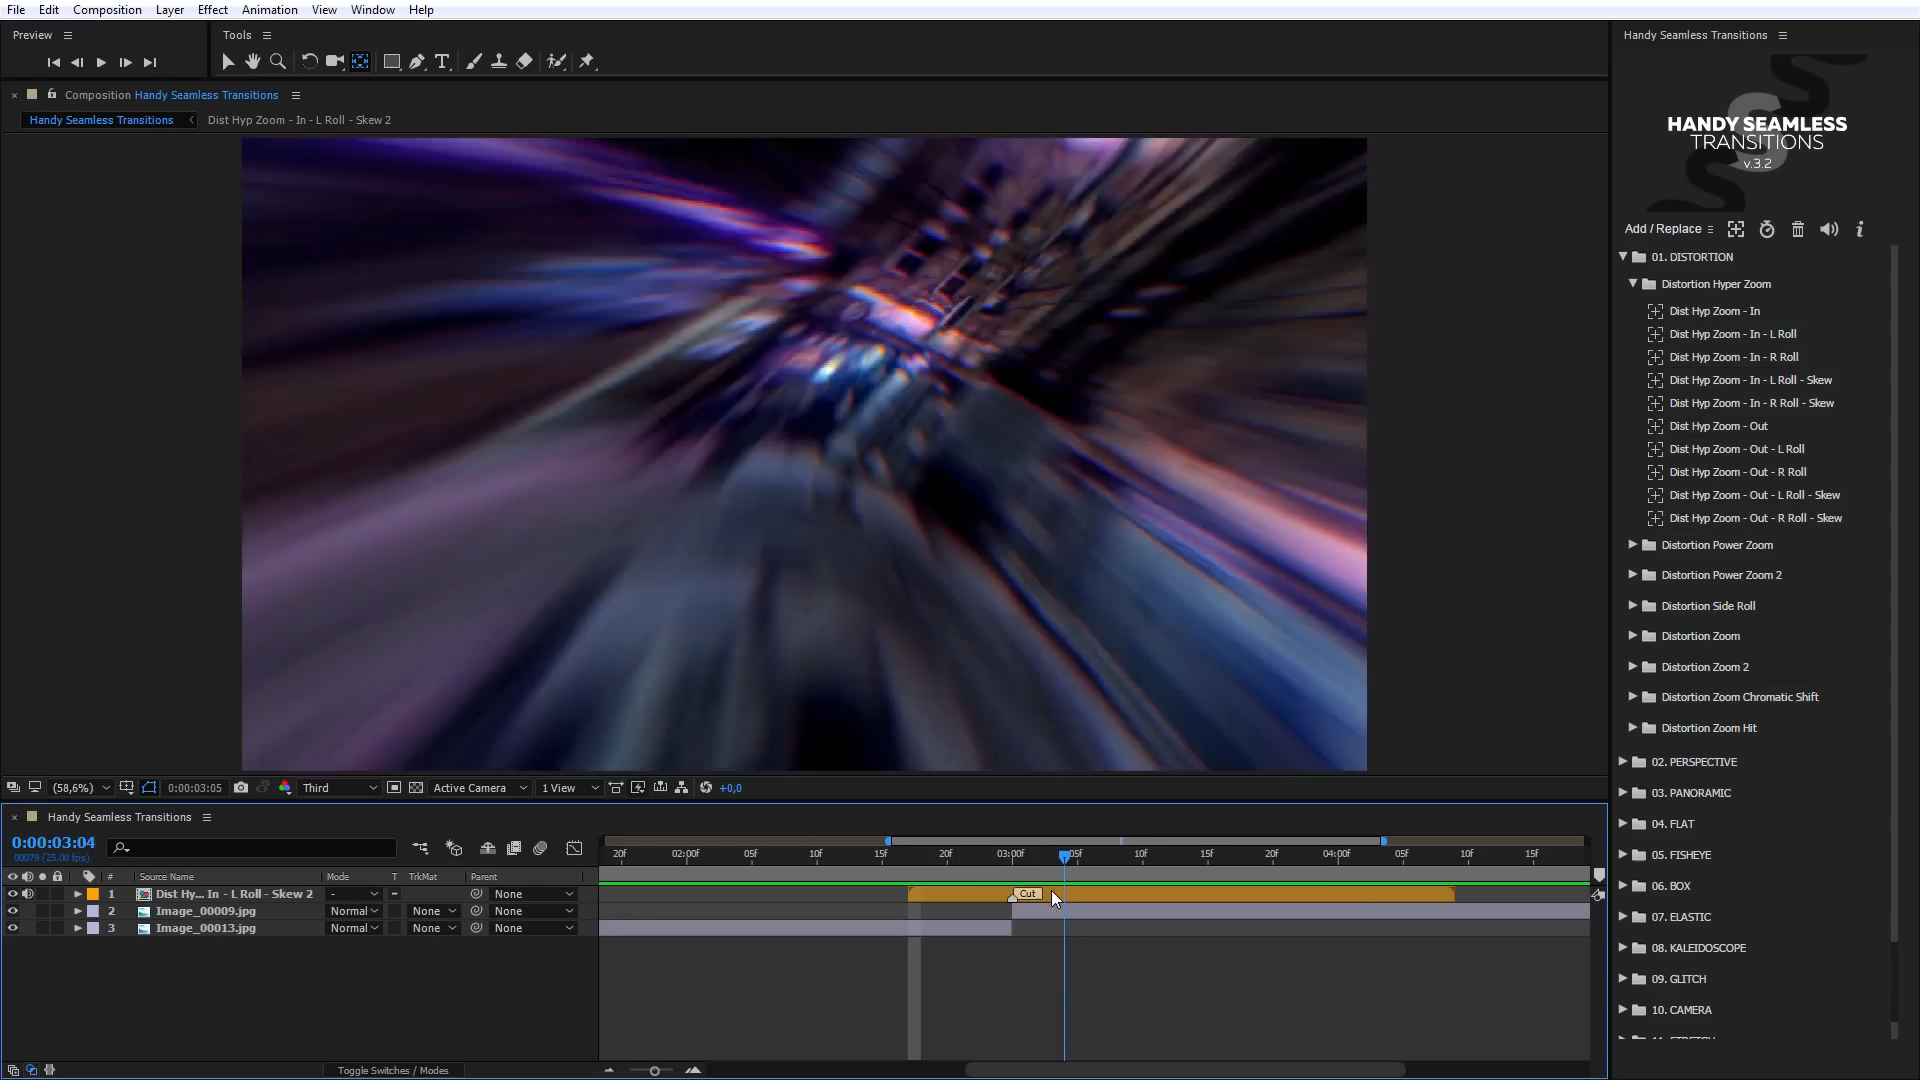 File Edit Composition Layer Effect Animation View Window Help
Preview
Tools
Handy Seamless Transitions
Composition Handy Seamless Transitions
Handy Seamless Transitions
Dist Hyp Zoom - In - L Roll - Skew 2
HANDY SEAMLESS
TRANSITIONS
v.3.2
Add / Replace
01. DISTORTION
Distortion Hyper Zoom
Dist Hyp Zoom - In
Dist Hyp Zoom - In - L Roll
Dist Hyp Zoom - In - R Roll
Dist Hyp Zoom - In - L Roll - Skew
Dist Hyp Zoom - In - R Roll - Skew
Dist Hyp Zoom - Out
Dist Hyp Zoom - Out - L Roll
Dist Hyp Zoom - Out - R Roll
Dist Hyp Zoom - Out - L Roll - Skew
Dist Hyp Zoom - Out - R Roll - Skew
Distortion Power Zoom
Distortion Power Zoom 2
Distortion Side Roll
Distortion Zoom
Distortion Zoom 2
Distortion Zoom Chromatic Shift
Distortion Zoom Hit
02. PERSPECTIVE
03. PANORAMIC
04. FLAT
05. FISHEYE
06. BOX
07. ELASTIC
08. KALEIDOSCOPE
09. GLITCH
10. CAMERA
(58,6%) 0:00:03:05 Third Active Camera 1 View +0,0
Handy Seamless Transitions
0:00:03:04
00079 (25.00 fps)
20f 02:00f 05f 10f 15f 20f 03:00f 05f 10f 15f 20f 04:00f 05f 10f 15f
# Source Name Mode T TrkMat Parent
1 Dist Hy... In - L Roll - Skew 2 - None Cut
2 Image_00009.jpg Normal None None
3 Image_00013.jpg Normal None None
Toggle Switches / Modes